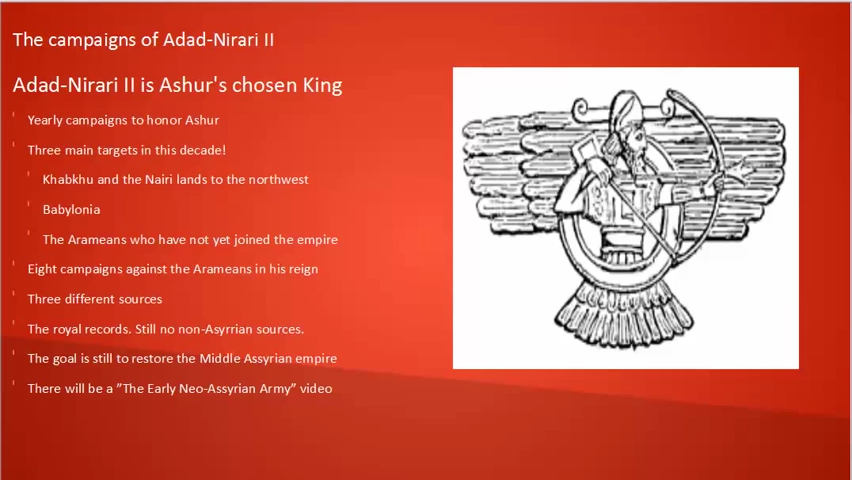 The campaigns of Adad-Nirari II
Adad-Nirari II is Ashur's chosen King
Yearly campaigns to honor Ashur
Three main targets in this decade!
Khabkhu and the Nairi lands to the northwest
Babylonia
The Arameans who have not yet joined the empire
Eight campaigns against the Arameans in his reign
Three different sources
The royal records. Still no non-Asyrrian sources.
The goal is still to restore the Middle Assyrian empire
There will be a ”The Early Neo-Assyrian Army” video